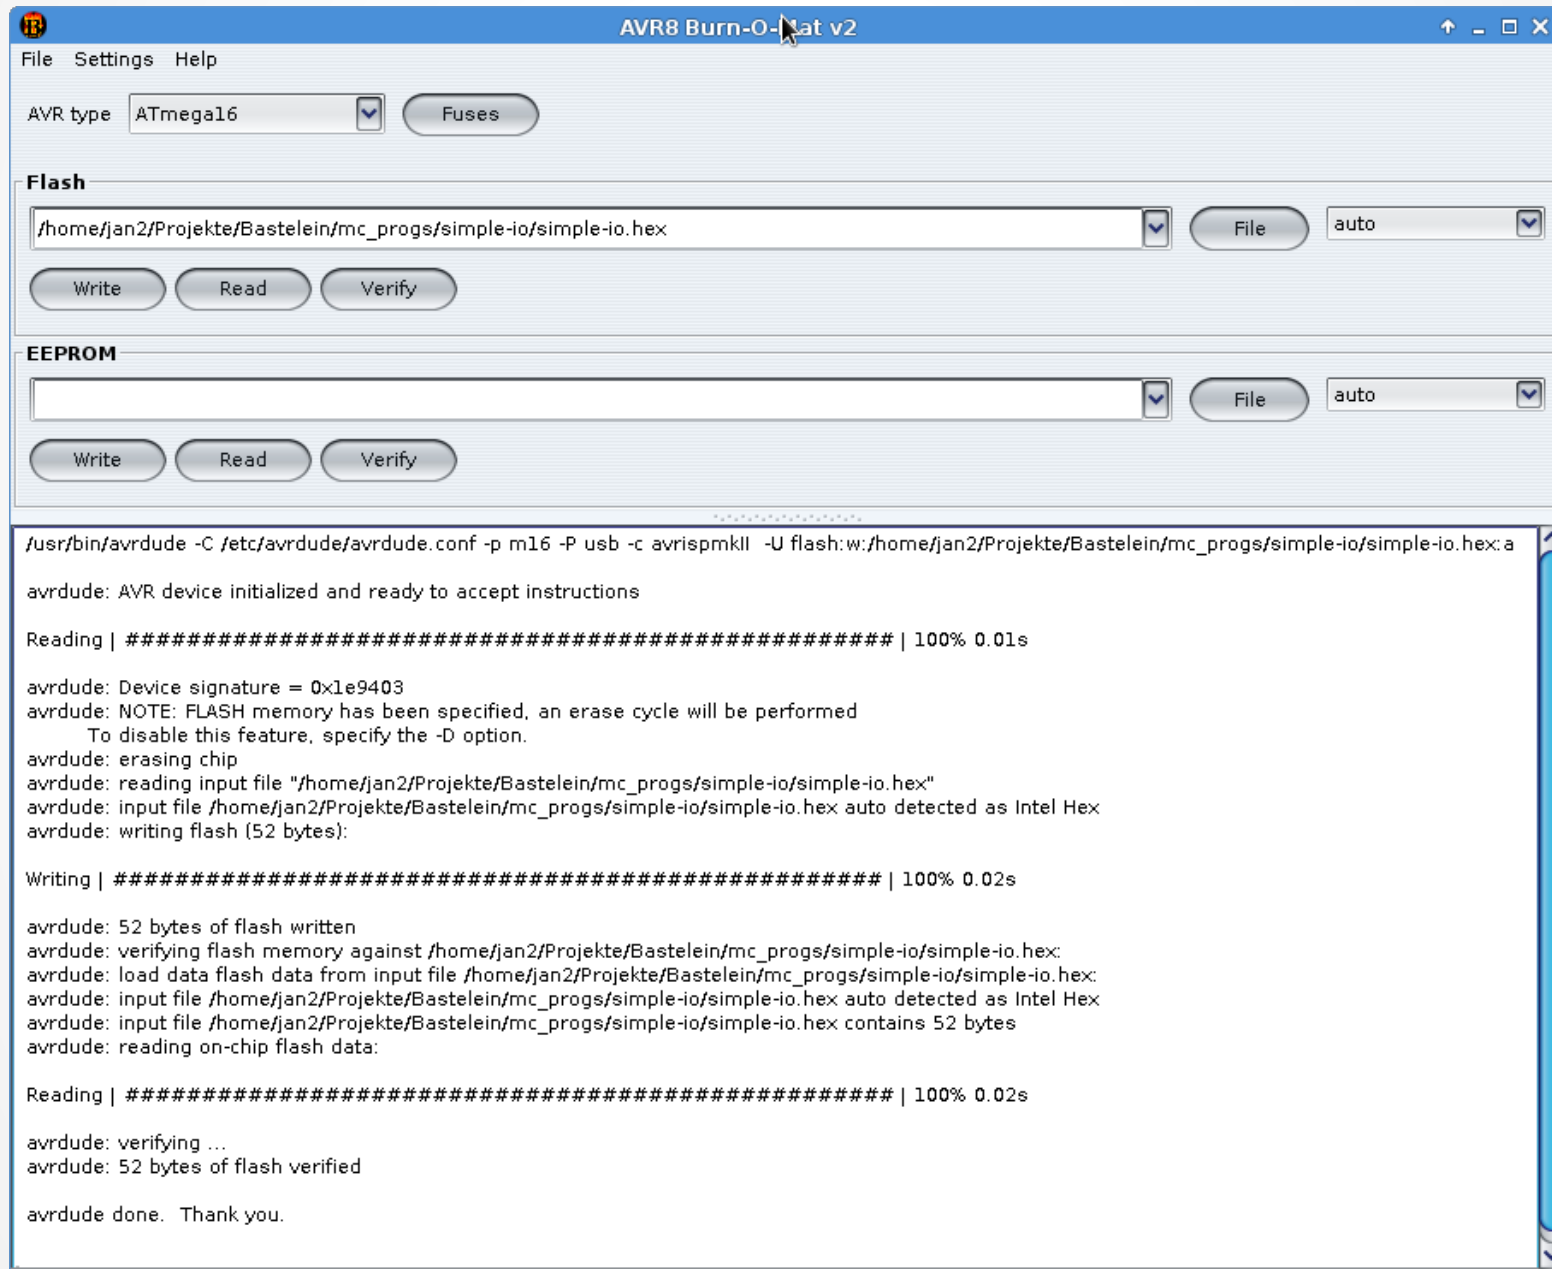 AVR8 Burn-O-Mat v2
File Settings Help
AVR type ATmega16 Fuses
Flash
/home/jan2/Projekte/Bastelein/mc_progs/simple-io/simple-io.hex File auto
Write Read Verify
EEPROM
File auto
Write Read Verify
/usr/bin/avrdude -C /etc/avrdude/avrdude.conf -p m16 -P usb -c avrispmkII -U flash:w:/home/jan2/Projekte/Bastelein/mc_progs/simple-io/simple-io.hex:a
avrdude: AVR device initialized and ready to accept instructions
Reading | ################################################## | 100% 0.01s
avrdude: Device signature = 0x1e9403
avrdude: NOTE: FLASH memory has been specified, an erase cycle will be performed
To disable this feature, specify the -D option.
avrdude: erasing chip
avrdude: reading input file "/home/jan2/Projekte/Bastelein/mc_progs/simple-io/simple-io.hex"
avrdude: input file /home/jan2/Projekte/Bastelein/mc_progs/simple-io/simple-io.hex auto detected as Intel Hex
avrdude: writing flash (52 bytes):
Writing | ################################################## | 100% 0.02s
avrdude: 52 bytes of flash written
avrdude: verifying flash memory against /home/jan2/Projekte/Bastelein/mc_progs/simple-io/simple-io.hex:
avrdude: load data flash data from input file /home/jan2/Projekte/Bastelein/mc_progs/simple-io/simple-io.hex:
avrdude: input file /home/jan2/Projekte/Bastelein/mc_progs/simple-io/simple-io.hex auto detected as Intel Hex
avrdude: input file /home/jan2/Projekte/Bastelein/mc_progs/simple-io/simple-io.hex contains 52 bytes
avrdude: reading on-chip flash data:
Reading | ################################################## | 100% 0.02s
avrdude: verifying ...
avrdude: 52 bytes of flash verified
avrdude done.  Thank you.